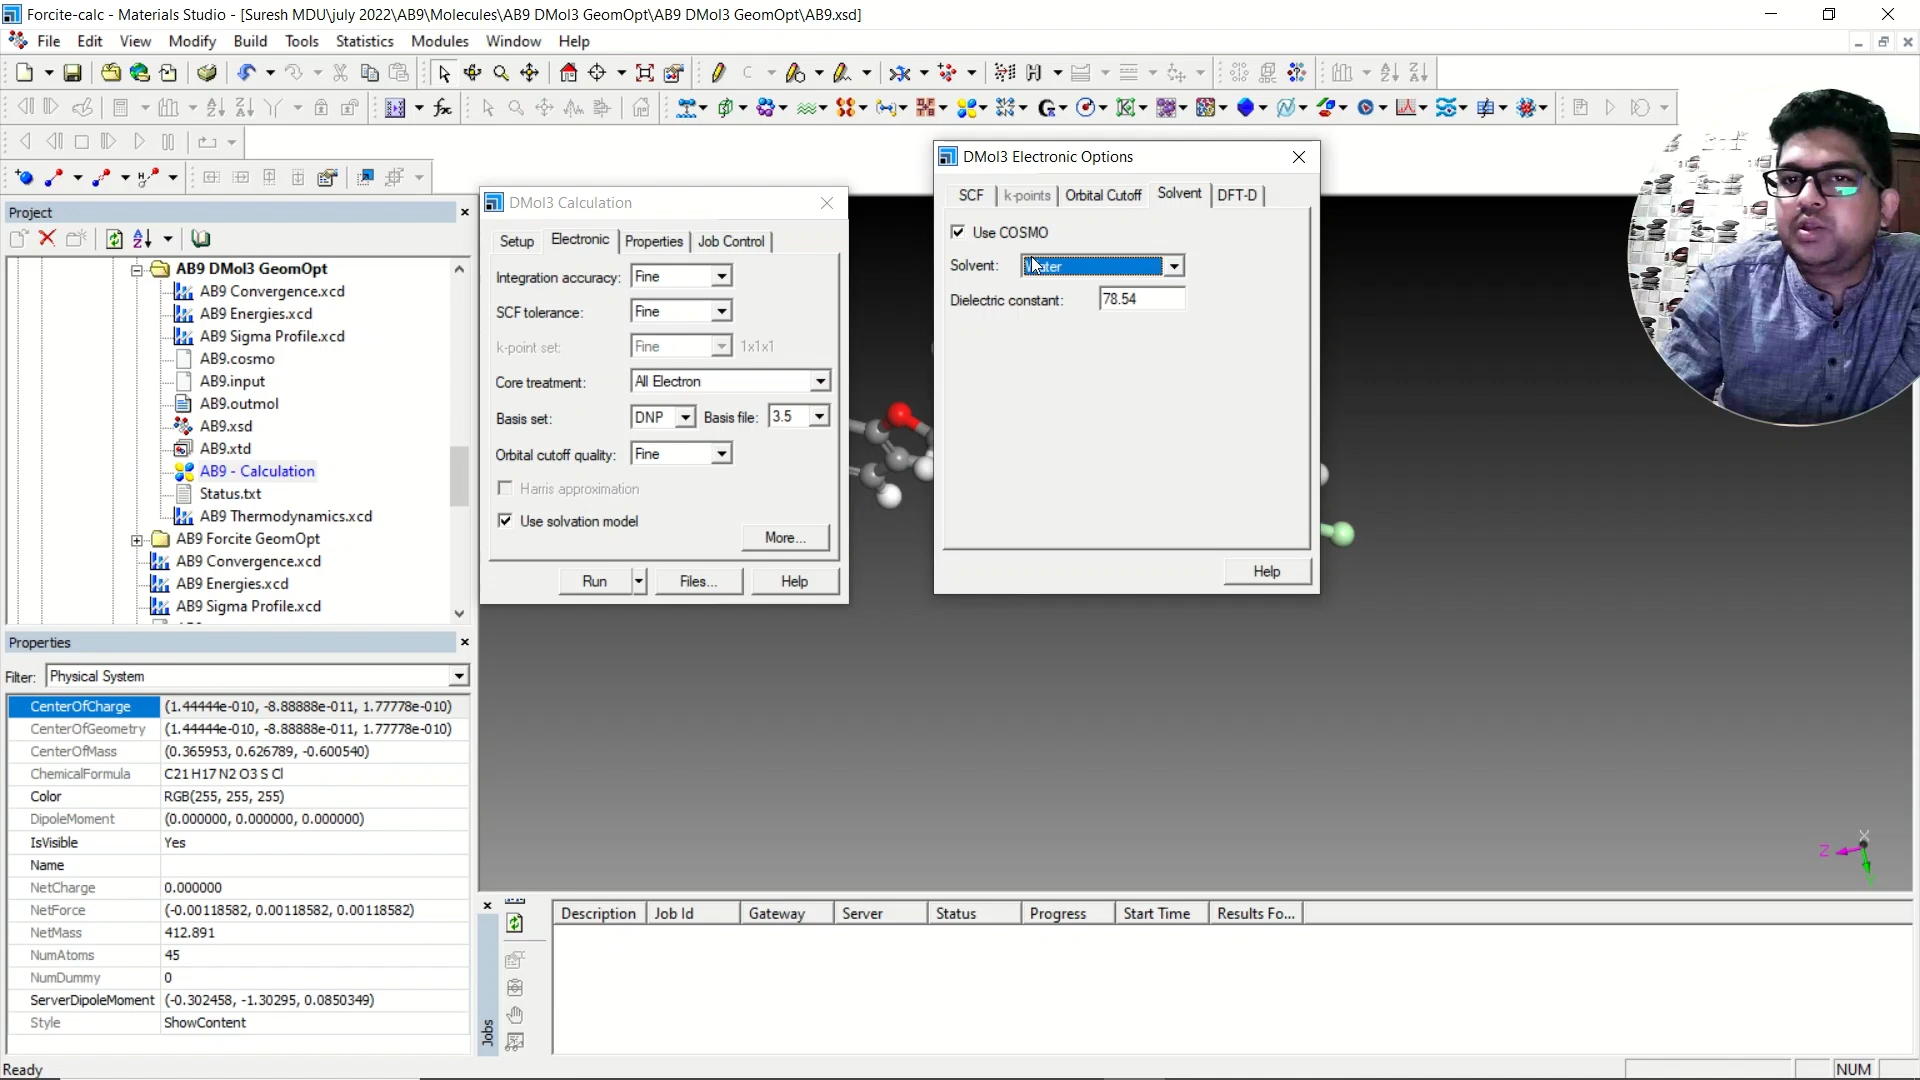 Forcite-calc - Materials Studio - [Suresh MDU\july 2022\AB9\Molecules\AB9 DMol3 GeomOpt\AB9 DMol3 GeomOpt\AB9.xsd]
File Edit View Modify Build Tools Statistics Modules Window Help
Project
AB9 DMol3 GeomOpt
AB9 Convergence.xcd
AB9 Energies.xcd
AB9 Sigma Profile.xcd
AB9.cosmo
AB9.input
AB9.outmol
AB9.xsd
AB9.xtd
AB9 - Calculation
Status.txt
AB9 Thermodynamics.xcd
AB9 Forcite GeomOpt
AB9 Convergence.xcd
AB9 Energies.xcd
AB9 Sigma Profile.xcd
Properties
Filter: Physical System
CenterOfCharge (1.44444e-010, -8.88888e-011, 1.77778e-010)
CenterOfGeometry (1.44444e-010, -8.88888e-011, 1.77778e-010)
CenterOfMass (0.365953, 0.626789, -0.600540)
ChemicalFormula C21 H17 N2 O3 S Cl
Color RGB(255, 255, 255)
DipoleMoment (0.000000, 0.000000, 0.000000)
IsVisible Yes
Name
NetCharge 0.000000
NetForce (-0.00118582, 0.00118582, 0.00118582)
NetMass 412.891
NumAtoms 45
NumDummy 0
ServerDipoleMoment (-0.302458, -1.30295, 0.0850349)
Style ShowContent
DMol3 Calculation
Setup Electronic Properties Job Control
Integration accuracy: Fine
SCF tolerance: Fine
k-point set: Fine 1x1x1
Core treatment: All Electron
Basis set: DNP Basis file: 3.5
Orbital cutoff quality: Fine
Harris approximation
Use solvation model
More...
Run Files... Help
DMol3 Electronic Options
SCF k-points Orbital Cutoff Solvent DFT-D
Use COSMO
Solvent:
Dielectric constant: 78.54
Help
X
Z
Jobs
Description Job Id Gateway Server Status Progress Start Time Results Fo...
Ready
NUM